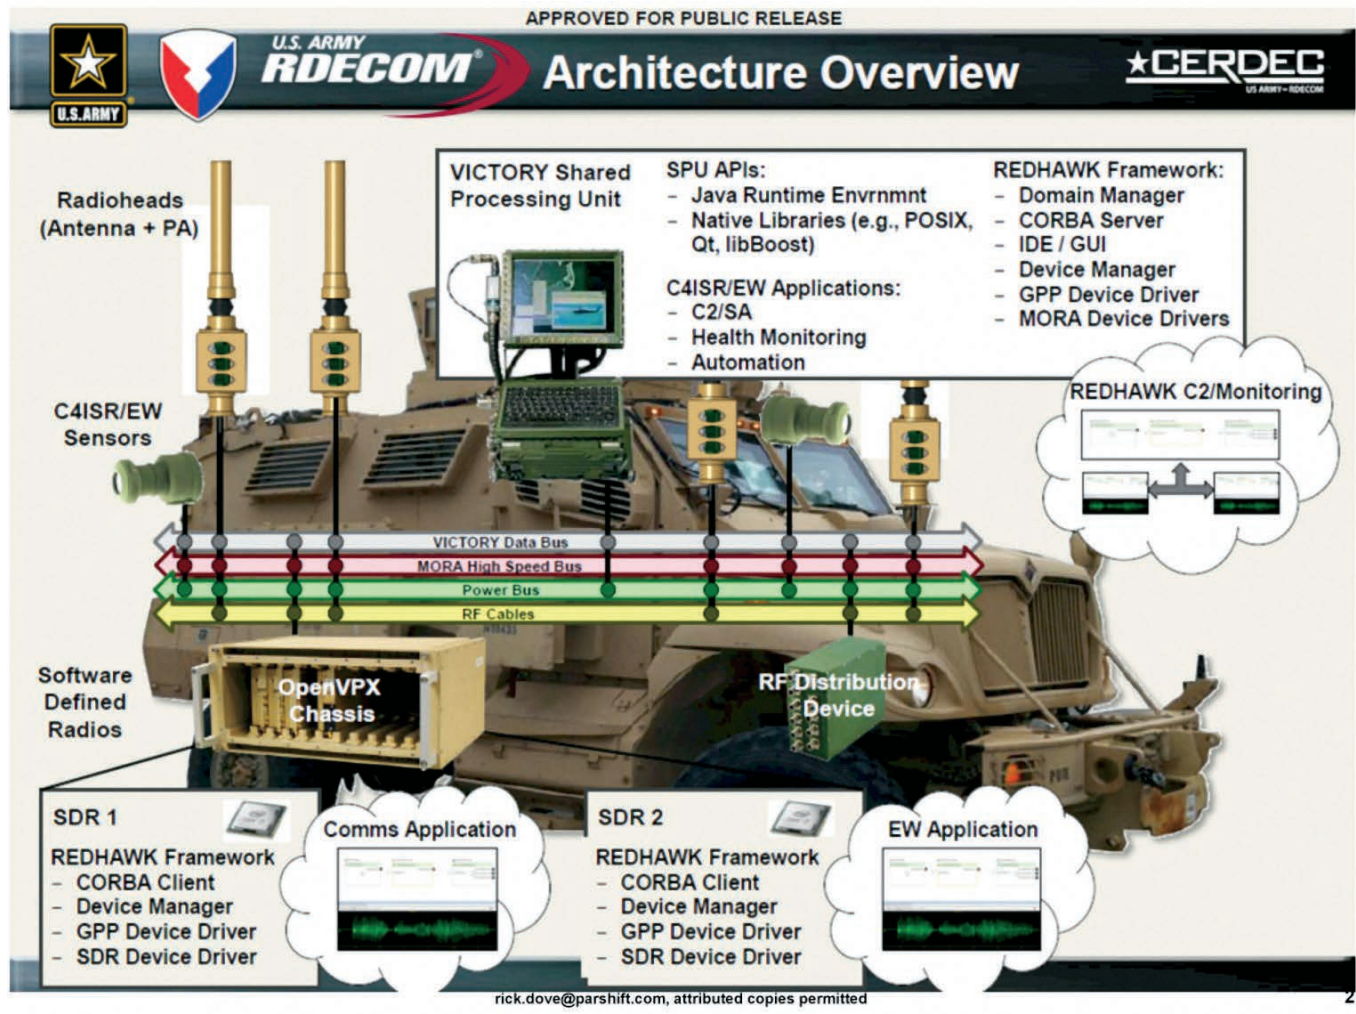 APPROVED FOR PUBLIC RELEASE
U.S. ARMY
RDECOM®
Architecture Overview
CERDEC
US ARMY – RDECOM
U.S.ARMY
Radioheads
(Antenna + PA)
VICTORY Shared
Processing Unit
SPU APIs:
– Java Runtime Envrnmnt
– Native Libraries (e.g., POSIX,
Qt, libBoost)
C4ISR/EW Applications:
– C2/SA
– Health Monitoring
– Automation
REDHAWK Framework:
– Domain Manager
– CORBA Server
– IDE / GUI
– Device Manager
– GPP Device Driver
– MORA Device Drivers
REDHAWK C2/Monitoring
C4ISR/EW
Sensors
VICTORY Data Bus
MORA High Speed Bus
Power Bus
RF Cables
Software
Defined
Radios
OpenVPX
Chassis
RF Distribution
Device
SDR 1
REDHAWK Framework
– CORBA Client
– Device Manager
– GPP Device Driver
– SDR Device Driver
Comms Application
SDR 2
REDHAWK Framework
– CORBA Client
– Device Manager
– GPP Device Driver
– SDR Device Driver
EW Application
rick.dove@parshift.com, attributed copies permitted
2